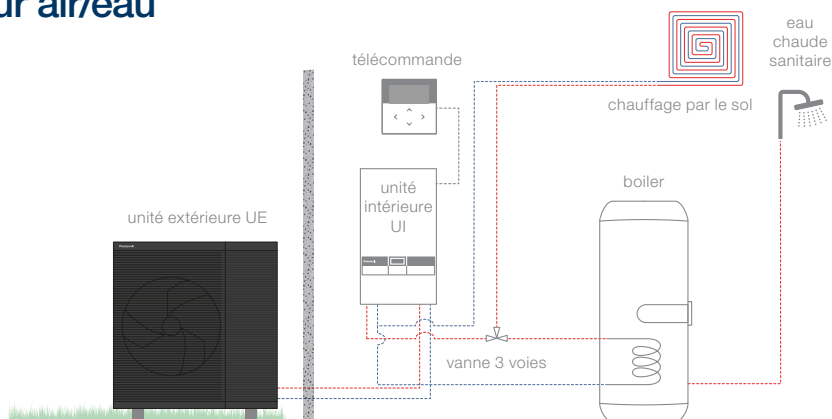 ur air/eau
télécommande
eau
chaude
sanitaire
chauffage par le sol
unité
intérieure
UI
boiler
unité extérieure UE
vanne 3 voies